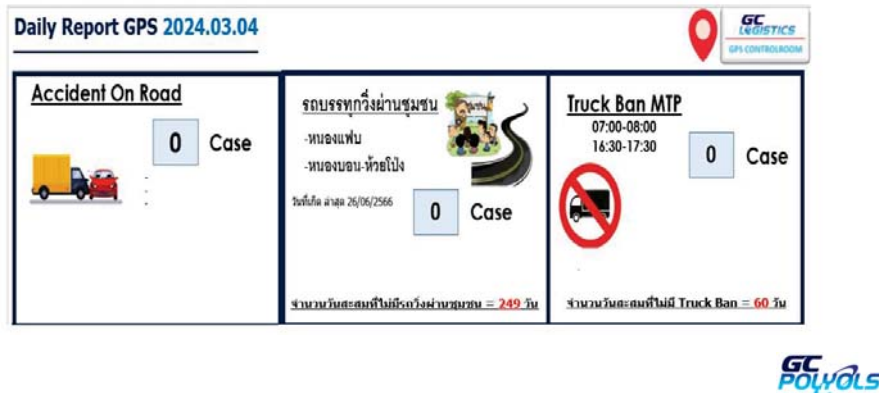 Daily Report GPS 2024.03.04
GC
LOGISTICS
GPS CONTROLROOM
Accident On Road
0 Case
รถบรรทุกวิ่งผ่านชุมชน
ชุมชน
-หนองแฟบ
-หนองบอน-ห้วยโป่ง
วันที่เกิด ล่าสุด 26/06/2566
0 Case
จำนวนวันสะสมที่ไม่มีรถวิ่งผ่านชุมชน = 249 วัน
Truck Ban MTP
07:00-08:00
16:30-17:30
0 Case
จำนวนวันสะสมที่ไม่มี Truck Ban = 60 วัน
GC
POLYOLS